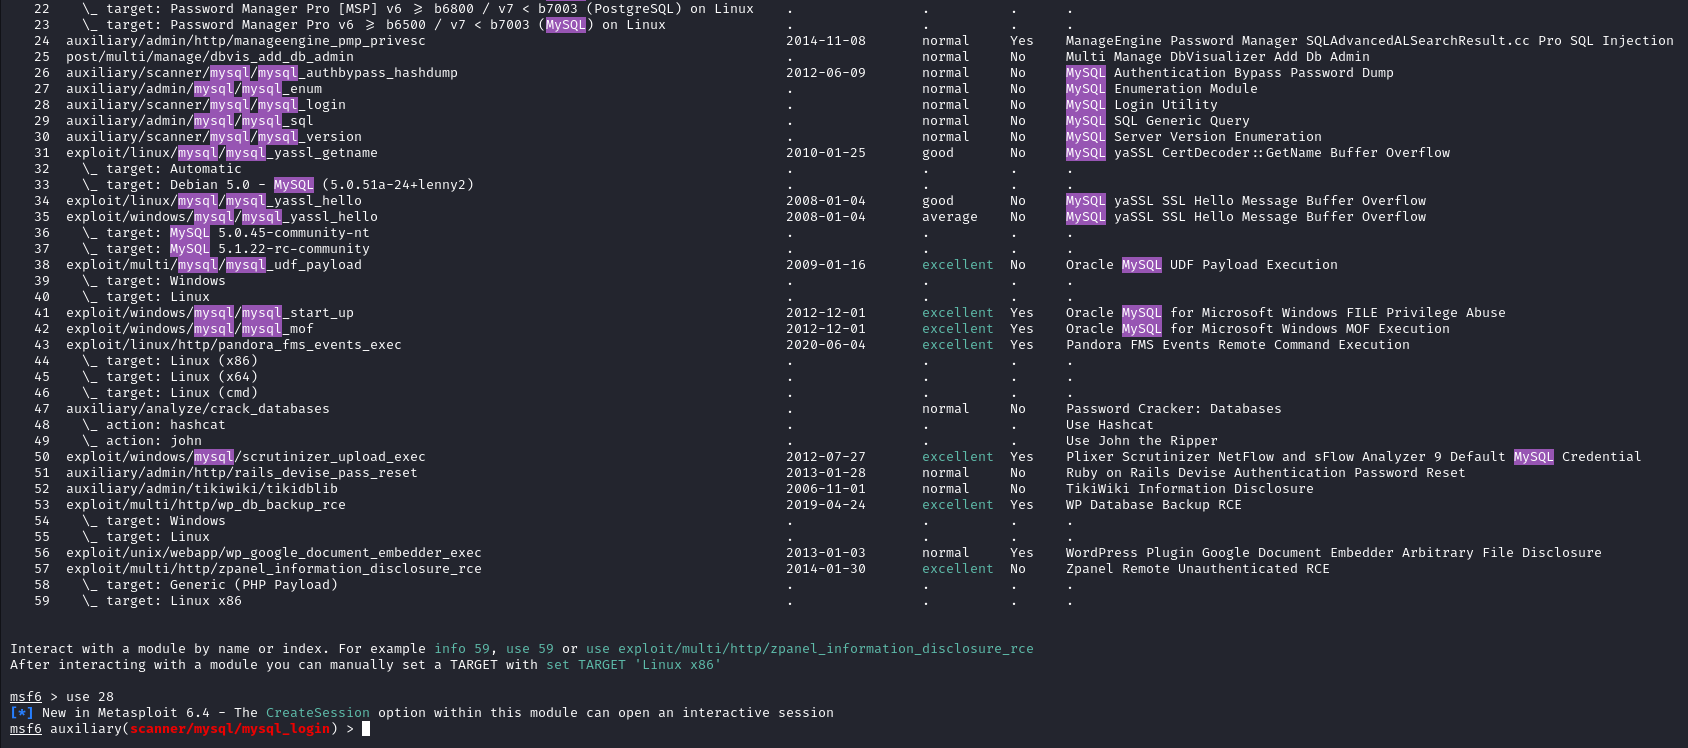 22 \_ target: Password Manager Pro [MSP] v6 ≥ b6800 / v7 < b7003 (PostgreSQL) on Linux . . . .
23 \_ target: Password Manager Pro v6 ≥ b6500 / v7 < b7003 (MySQL) on Linux . . . .
24 auxiliary/admin/http/manageengine_pmp_privesc 2014-11-08 normal Yes ManageEngine Password Manager SQLAdvancedALSearchResult.cc Pro SQL Injection
25 post/multi/manage/dbvis_add_db_admin . normal No Multi Manage DbVisualizer Add Db Admin
26 auxiliary/scanner/mysql/mysql_authbypass_hashdump 2012-06-09 normal No MySQL Authentication Bypass Password Dump
27 auxiliary/admin/mysql/mysql_enum . normal No MySQL Enumeration Module
28 auxiliary/scanner/mysql/mysql_login . normal No MySQL Login Utility
29 auxiliary/admin/mysql/mysql_sql . normal No MySQL SQL Generic Query
30 auxiliary/scanner/mysql/mysql_version . normal No MySQL Server Version Enumeration
31 exploit/linux/mysql/mysql_yassl_getname 2010-01-25 good No MySQL yaSSL CertDecoder::GetName Buffer Overflow
32 \_ target: Automatic . . . .
33 \_ target: Debian 5.0 - MySQL (5.0.51a-24+lenny2) . . . .
34 exploit/linux/mysql/mysql_yassl_hello 2008-01-04 good No MySQL yaSSL SSL Hello Message Buffer Overflow
35 exploit/windows/mysql/mysql_yassl_hello 2008-01-04 average No MySQL yaSSL SSL Hello Message Buffer Overflow
36 \_ target: MySQL 5.0.45-community-nt . . . .
37 \_ target: MySQL 5.1.22-rc-community . . . .
38 exploit/multi/mysql/mysql_udf_payload 2009-01-16 excellent No Oracle MySQL UDF Payload Execution
39 \_ target: Windows . . . .
40 \_ target: Linux . . . .
41 exploit/windows/mysql/mysql_start_up 2012-12-01 excellent Yes Oracle MySQL for Microsoft Windows FILE Privilege Abuse
42 exploit/windows/mysql/mysql_mof 2012-12-01 excellent Yes Oracle MySQL for Microsoft Windows MOF Execution
43 exploit/linux/http/pandora_fms_events_exec 2020-06-04 excellent Yes Pandora FMS Events Remote Command Execution
44 \_ target: Linux (x86) . . . .
45 \_ target: Linux (x64) . . . .
46 \_ target: Linux (cmd) . . . .
47 auxiliary/analyze/crack_databases . normal No Password Cracker: Databases
48 \_ action: hashcat . . . Use Hashcat
49 \_ action: john . . . Use John the Ripper
50 exploit/windows/mysql/scrutinizer_upload_exec 2012-07-27 excellent Yes Plixer Scrutinizer NetFlow and sFlow Analyzer 9 Default MySQL Credential
51 auxiliary/admin/http/rails_devise_pass_reset 2013-01-28 normal No Ruby on Rails Devise Authentication Password Reset
52 auxiliary/admin/tikiwiki/tikidblib 2006-11-01 normal No TikiWiki Information Disclosure
53 exploit/multi/http/wp_db_backup_rce 2019-04-24 excellent Yes WP Database Backup RCE
54 \_ target: Windows . . . .
55 \_ target: Linux . . . .
56 exploit/unix/webapp/wp_google_document_embedder_exec 2013-01-03 normal Yes WordPress Plugin Google Document Embedder Arbitrary File Disclosure
57 exploit/multi/http/zpanel_information_disclosure_rce 2014-01-30 excellent No Zpanel Remote Unauthenticated RCE
58 \_ target: Generic (PHP Payload) . . . .
59 \_ target: Linux x86 . . . .
Interact with a module by name or index. For example info 59, use 59 or use exploit/multi/http/zpanel_information_disclosure_rce
After interacting with a module you can manually set a TARGET with set TARGET 'Linux x86'
msf6 > use 28
[*] New in Metasploit 6.4 - The CreateSession option within this module can open an interactive session
msf6 auxiliary(scanner/mysql/mysql_login) >